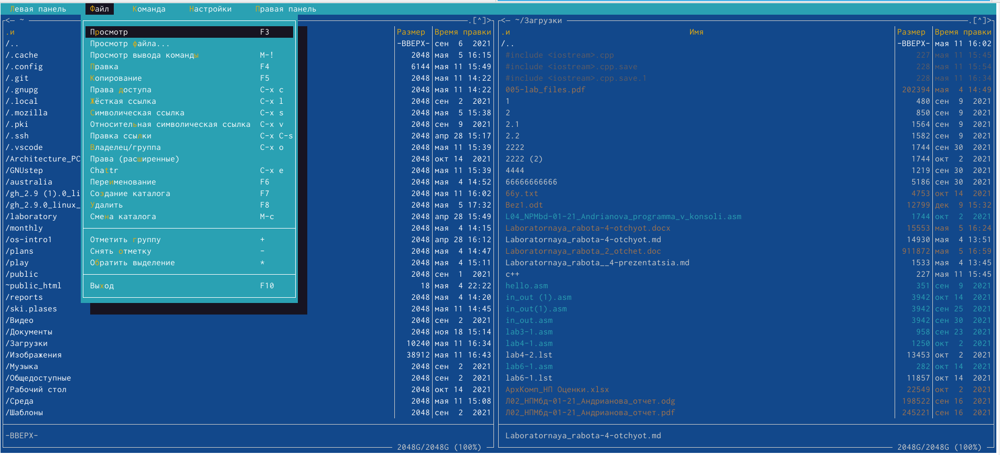 Левая панель Файл Команда Настройки Правая панель
<─ ~ .[^]> <─ ~/Загрузки .[^]>
.и Просмотр F3 Размер Время правки .и Имя Размер Время правки
/.. Просмотр файла... -ВВЕРХ- сен 6 2021 /.. -ВВЕРХ- мая 11 16:02
/.cache Просмотр вывода команды M-! 2048 мая 5 16:15 #include <iostream>.cpp 227 мая 11 15:45
/.config Правка F4 6144 мая 11 15:49 #include <iostream>.cpp.save 228 мая 11 15:54
/.git Копирование F5 2048 мая 11 14:22 #include <iostream>.cpp.save.1 228 мая 11 16:34
/.gnupg Права доступа C-x c 2048 мая 11 14:22 005-lab_files.pdf 202394 мая 4 14:49
/.local Жёсткая ссылка C-x l 2048 сен 2 2021 1 480 сен 9 2021
/.mozilla Символическая ссылка C-x s 2048 мая 5 15:38 2 850 сен 9 2021
/.pki Относительная символическая ссылка C-x v 2048 сен 9 2021 2.1 1564 сен 9 2021
/.ssh Правка ссылки C-x C-s 2048 апр 28 15:17 2.2 1582 сен 9 2021
/.vscode Владелец/группа C-x o 2048 мая 11 15:39 2222 1744 сен 30 2021
/Architecture_PC Права (расширенные) 2048 окт 14 2021 2222 (2) 1744 окт 2 2021
/GNUstep Chattr C-x e 2048 мая 11 15:39 4444 1219 сен 30 2021
/australia Переименование F6 2048 мая 4 14:52 66666666666 5186 сен 30 2021
/gh_2.9 (1).0_li Создание каталога F7 2048 мая 11 16:02 66y.txt 4753 окт 14 2021
/gh_2.9.0_linux_ Удалить F8 2048 мая 5 17:32 Bez1.odt 12799 дек 9 15:32
/laboratory Смена каталога M-c 2048 апр 28 15:49 L04_NPMbd-01-21_Andrianova_programma_v_konsoli.asm 1744 окт 2 2021
/monthly 2048 мая 4 14:15 Laboratornaya_rabota-4-otchyot.docx 15553 мая 5 16:24
/os-intro1 Отметить группу + 2048 апр 28 16:12 Laboratornaya_rabota-4-otchyot.md 14930 мая 4 13:51
/plans Снять отметку - 2048 мая 4 14:47 Laboratornaya_rabota_2_otchet.doc 911872 мая 5 16:59
/play Обратить выделение * 2048 мая 4 15:11 Laboratornaya_rabota__4-prezentatsia.md 1533 мая 4 13:45
/public 2048 сен 1 2021 c++ 227 мая 11 15:45
~public_html Выход F10 18 мая 4 22:22 hello.asm 351 сен 9 2021
/reports 2048 мая 4 14:20 in_out (1).asm 3942 окт 14 2021
/ski.plases 2048 мая 11 14:45 in_out(1).asm 3942 сен 25 2021
/Видео 2048 сен 2 2021 in_out.asm 3942 сен 30 2021
/Документы 2048 ноя 18 15:14 lab3-1.asm 958 сен 23 2021
/Загрузки 10240 мая 11 16:34 lab4-1.asm 1250 окт 2 2021
/Изображения 38912 мая 11 16:43 lab4-2.lst 13453 окт 2 2021
/Музыка 2048 сен 2 2021 lab6-1.asm 282 окт 14 2021
/Общедоступные 2048 сен 2 2021 lab6-1.lst 11857 окт 14 2021
/Рабочий стол 2048 окт 14 2021 АрхКомп_НП Оценки.xlsx 22549 окт 2 2021
/Среда 2048 мая 11 15:08 Л02_НПМбд-01-21_Андрианова_отчет.odg 198522 сен 16 2021
/Шаблоны 2048 сен 2 2021 Л02_НПМбд-01-21_Андрианова_отчет.pdf 245221 сен 16 2021
-ВВЕРХ- Laboratornaya_rabota-4-otchyot.md
2048G/2048G (100%) 2048G/2048G (100%)